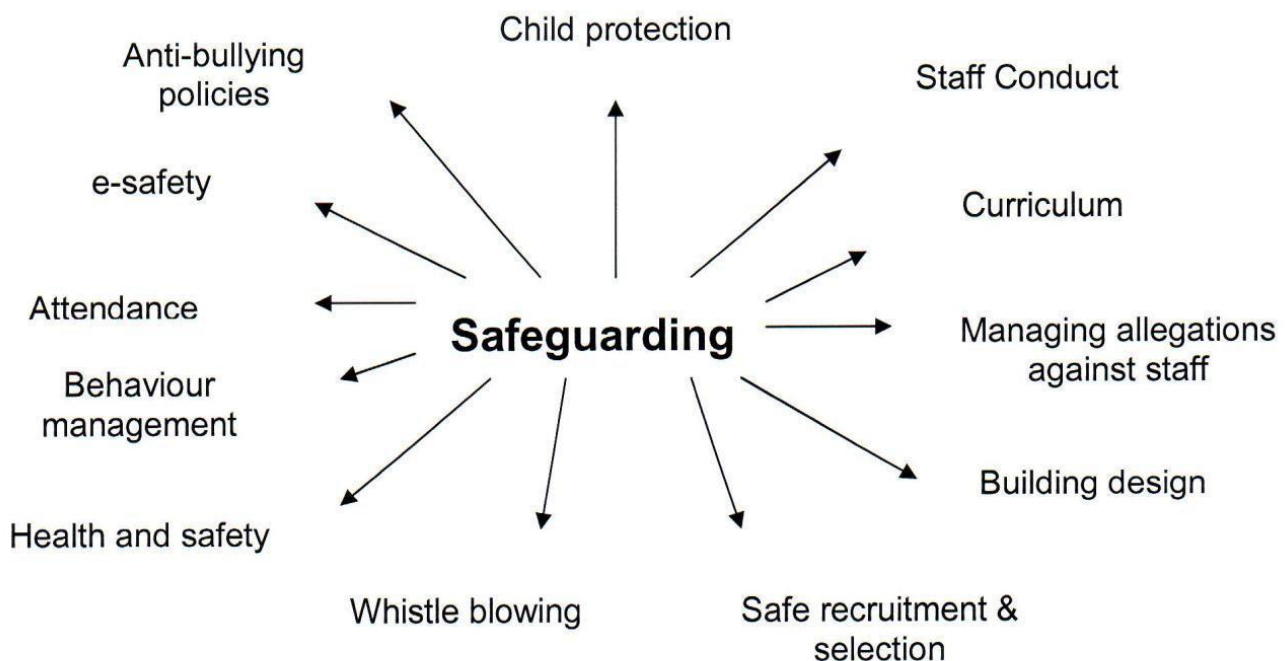 Child protection
Anti-bullying
policies
Staff Conduct
e-safety
Curriculum
Attendance
Safeguarding
Managing allegations
against staff
Behaviour
management
Building design
Health and safety
Whistle blowing
Safe recruitment &
selection